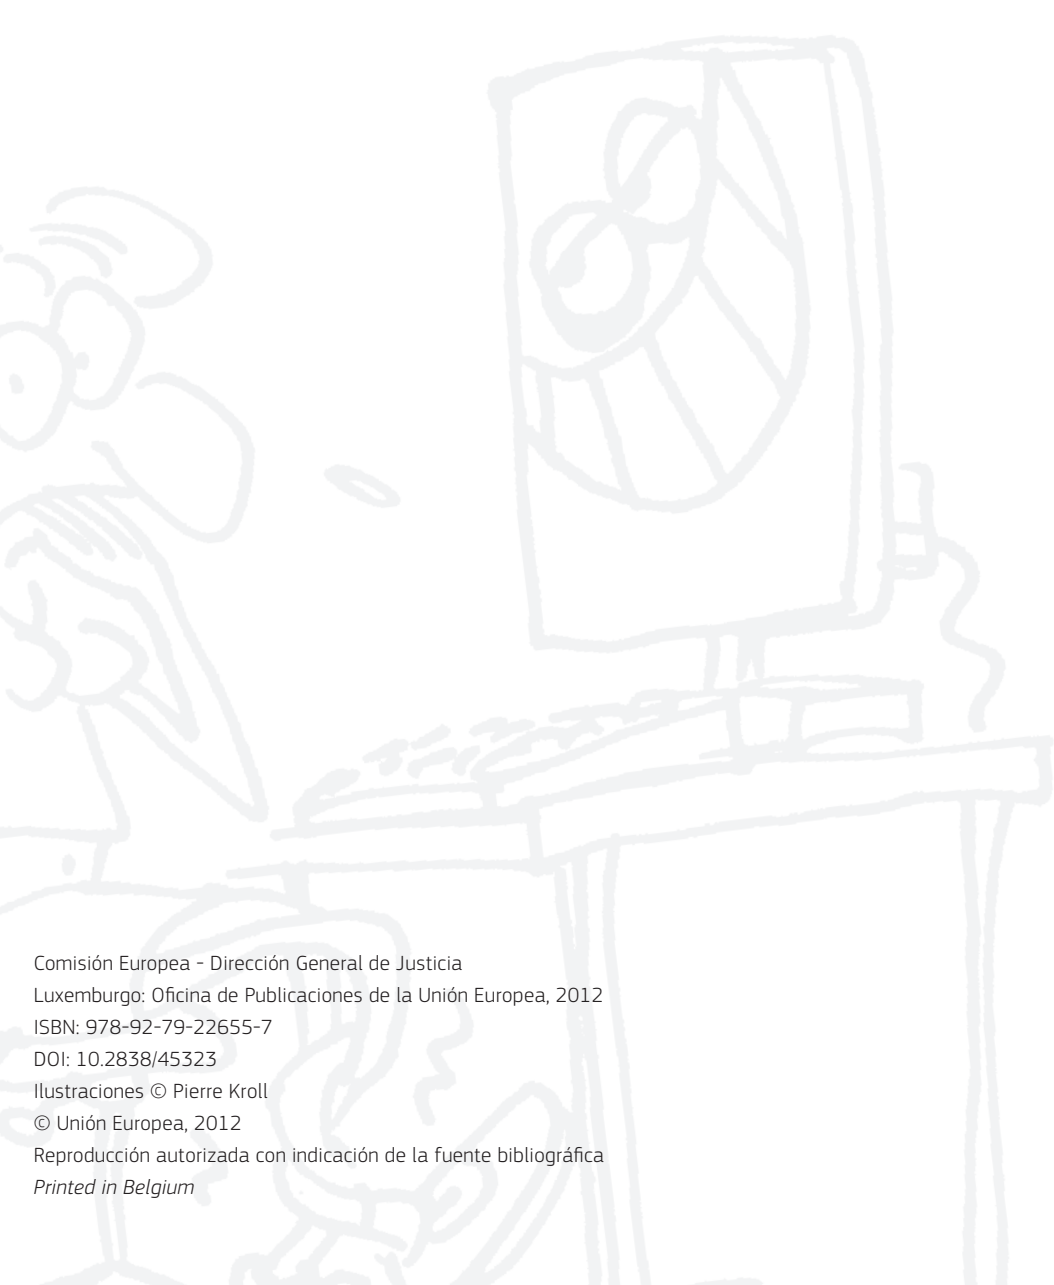 Comisión Europea - Dirección General de Justicia
Luxemburgo: Oficina de Publicaciones de la Unión Europea, 2012
ISBN: 978-92-79-22655-7
DOI: 10.2838/45323
Ilustraciones © Pierre Kroll
© Unión Europea, 2012
Reproducción autorizada con indicación de la fuente bibliográfica
Printed in Belgium